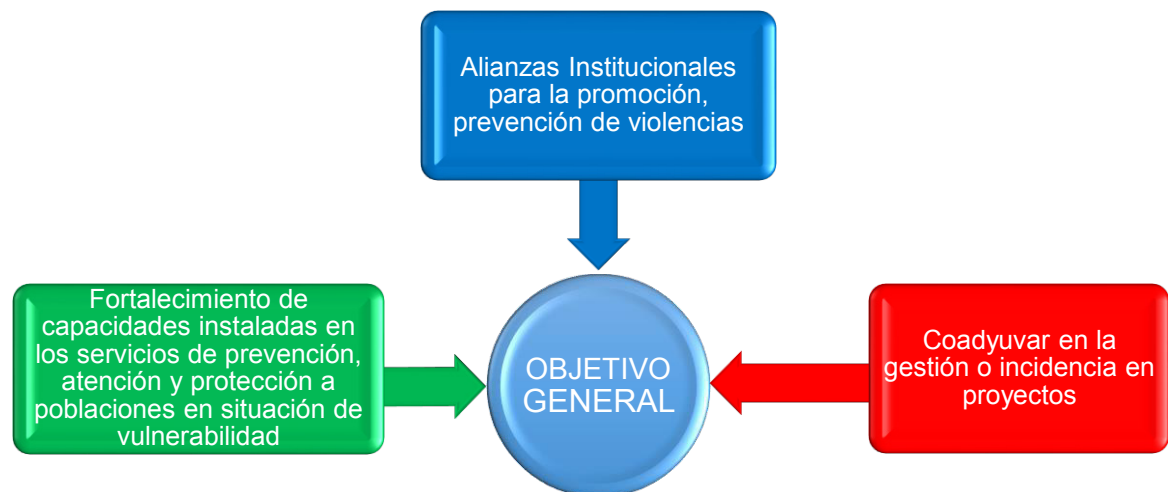 Alianzas Institucionales
para la promoción,
prevención de violencias
Fortalecimiento de
capacidades instaladas en
los servicios de prevención,
atención y protección a
poblaciones en situación de
vulnerabilidad
OBJETIVO
GENERAL
Coadyuvar en la
gestión o incidencia en
proyectos